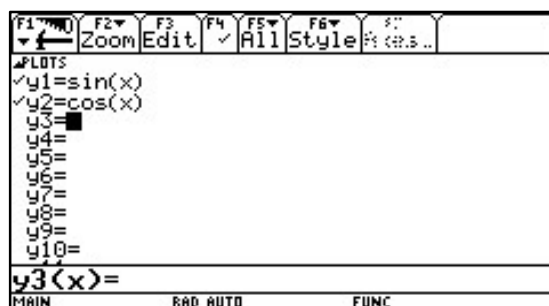 F1 F2 Zoom F3 Edit F4 F5 All F6 Style
PLOTS
y1=sin(x)
y2=cos(x)
y3=
y4=
y5=
y6=
y7=
y8=
y9=
y10=
y3(x)=
MAIN RAD AUTO FUNC